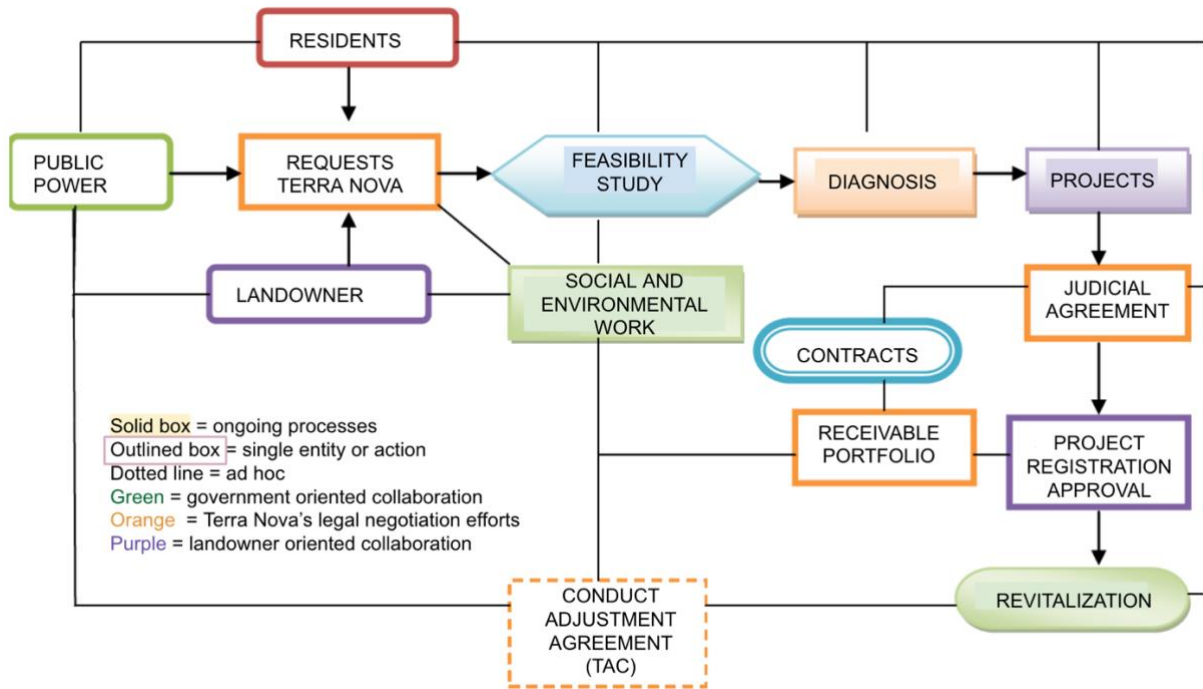 RESIDENTS
PUBLIC
POWER
REQUESTS
TERRA NOVA
FEASIBILITY
STUDY
DIAGNOSIS
PROJECTS
LANDOWNER
SOCIAL AND
ENVIRONMENTAL
WORK
JUDICIAL
AGREEMENT
CONTRACTS
RECEIVABLE
PORTFOLIO
PROJECT
REGISTRATION
APPROVAL
Solid box = ongoing processes
Outlined box = single entity or action
Dotted line = ad hoc
Green = government oriented collaboration
Orange = Terra Nova's legal negotiation efforts
Purple = landowner oriented collaboration
CONDUCT
ADJUSTMENT
AGREEMENT
(TAC)
REVITALIZATION